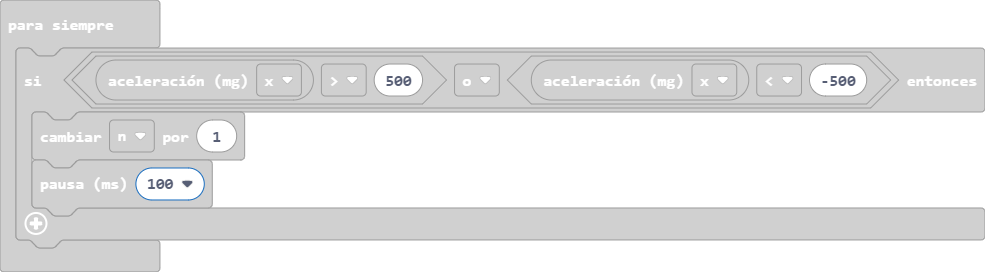 para siempre
si aceleración (mg) x > 500 o aceleración (mg) x < -500 entonces
cambiar n por 1
pausa (ms) 100